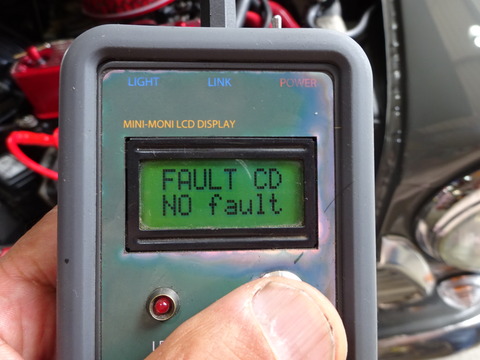 LIGHT LINK POWER
MINI-MONI LCD DISPLAY
FAULT CD
NO fault